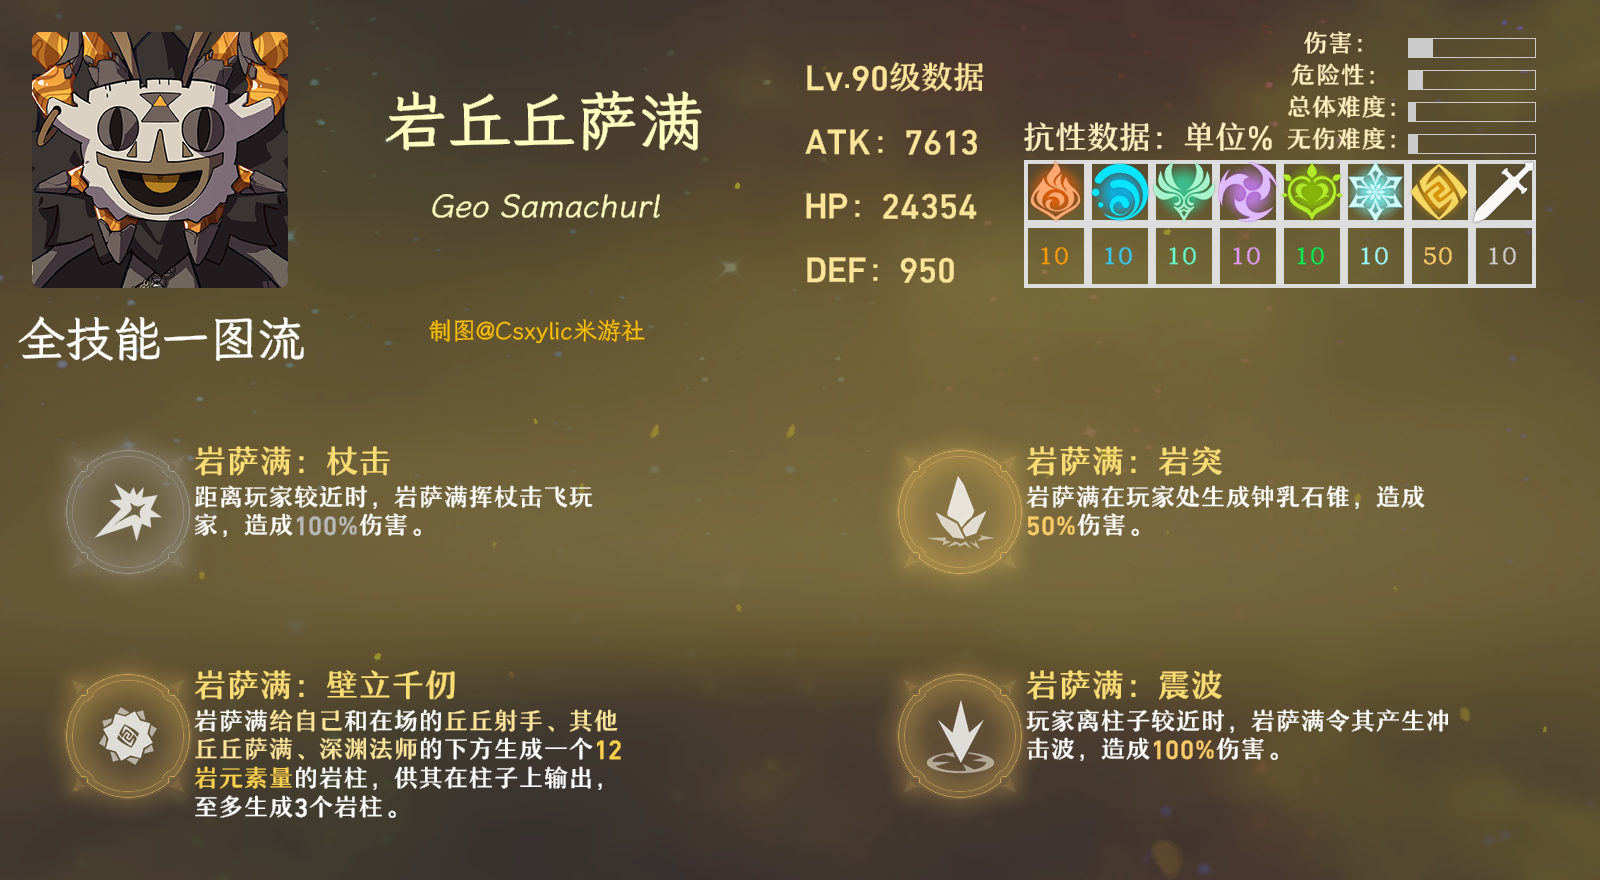 岩丘丘萨满
Geo Samachurl
全技能一图流
制图@Csxylic米游社
Lv.90级数据
ATK：7613
HP：24354
DEF：950
伤害：
危险性：
总体难度：
无伤难度：
抗性数据：单位%
10 10 10 10 10 10 50 10
岩萨满：杖击
距离玩家较近时，岩萨满挥杖击飞玩
家，造成100%伤害。
岩萨满：岩突
岩萨满在玩家处生成钟乳石锥，造成
50%伤害。
岩萨满：壁立千仞
岩萨满给自己和在场的丘丘射手、其他
丘丘萨满、深渊法师的下方生成一个12
岩元素量的岩柱，供其在柱子上输出，
至多生成3个岩柱。
岩萨满：震波
玩家离柱子较近时，岩萨满令其产生冲
击波，造成100%伤害。